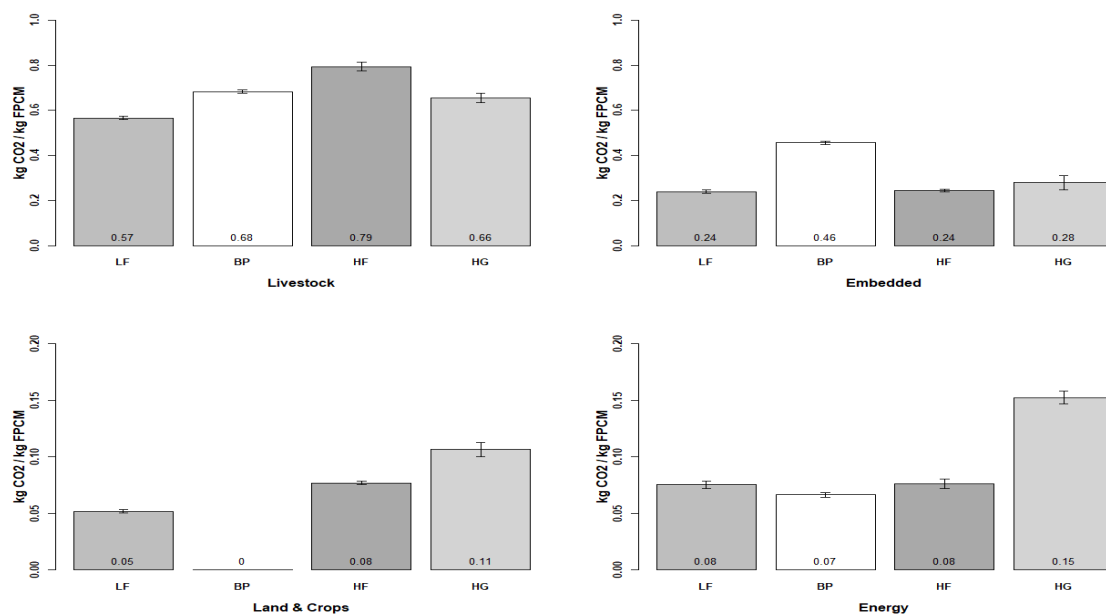 kg CO2 / kg FPCM
1.0
0.8
0.6
0.4
0.2
0.0
0.57 0.68 0.79 0.66
LF BP HF HG
Livestock
kg CO2 / kg FPCM
1.0
0.8
0.6
0.4
0.2
0.0
0.24 0.46 0.24 0.28
LF BP HF HG
Embedded
kg CO2 / kg FPCM
0.20
0.15
0.10
0.05
0.00
0.05 0 0.08 0.11
LF BP HF HG
Land & Crops
kg CO2 / kg FPCM
0.20
0.15
0.10
0.05
0.00
0.08 0.07 0.08 0.15
LF BP HF HG
Energy